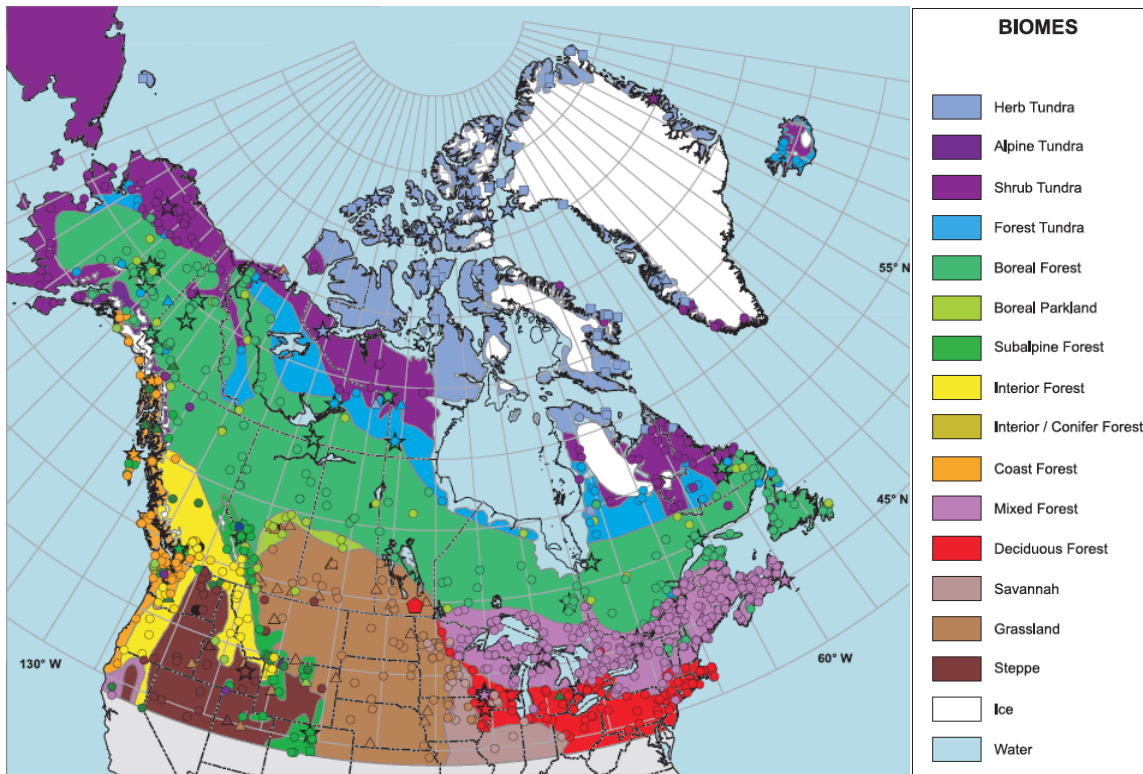 BIOMES
Herb Tundra
Alpine Tundra
Shrub Tundra
Forest Tundra
Boreal Forest
Boreal Parkland
Subalpine Forest
Interior Forest
Interior / Conifer Forest
Coast Forest
Mixed Forest
Deciduous Forest
Savannah
Grassland
Steppe
Ice
Water
55° N
45° N
130° W
60° W